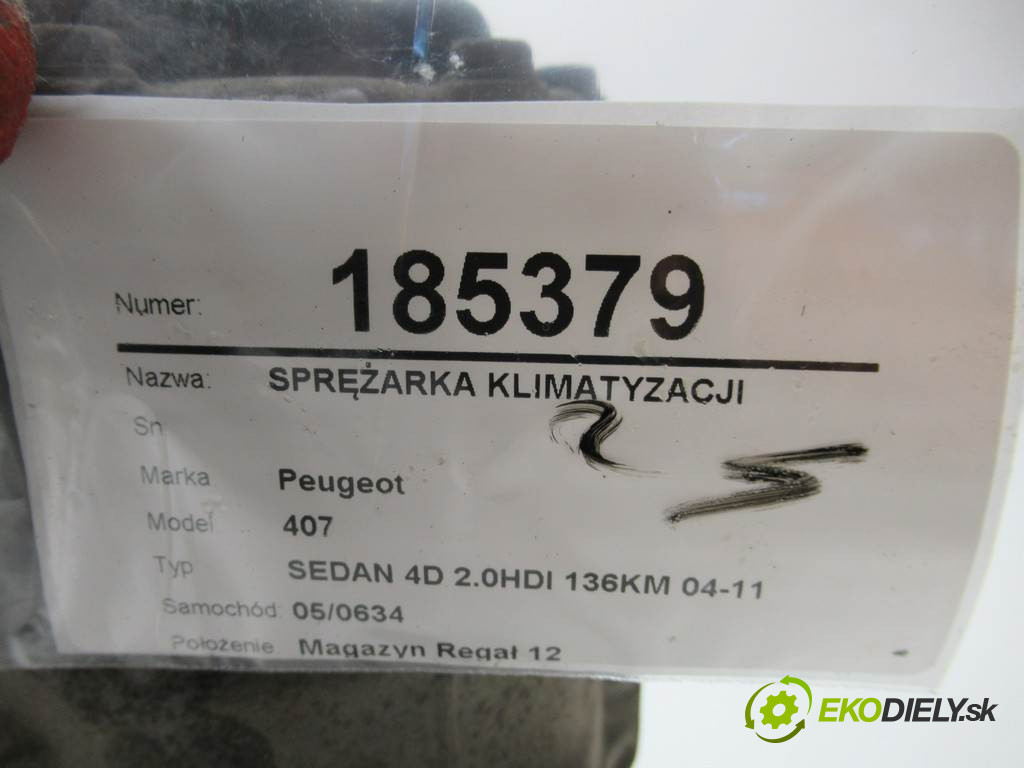 Numer: 185379
Nazwa: SPRĘŻARKA KLIMATYZACJI
Sn
Marka Peugeot
Model 407
Typ SEDAN 4D 2.0HDI 136KM 04-11
Samochód: 05/0634
Położenie Magazyn Regał 12
EKODIELY.sk